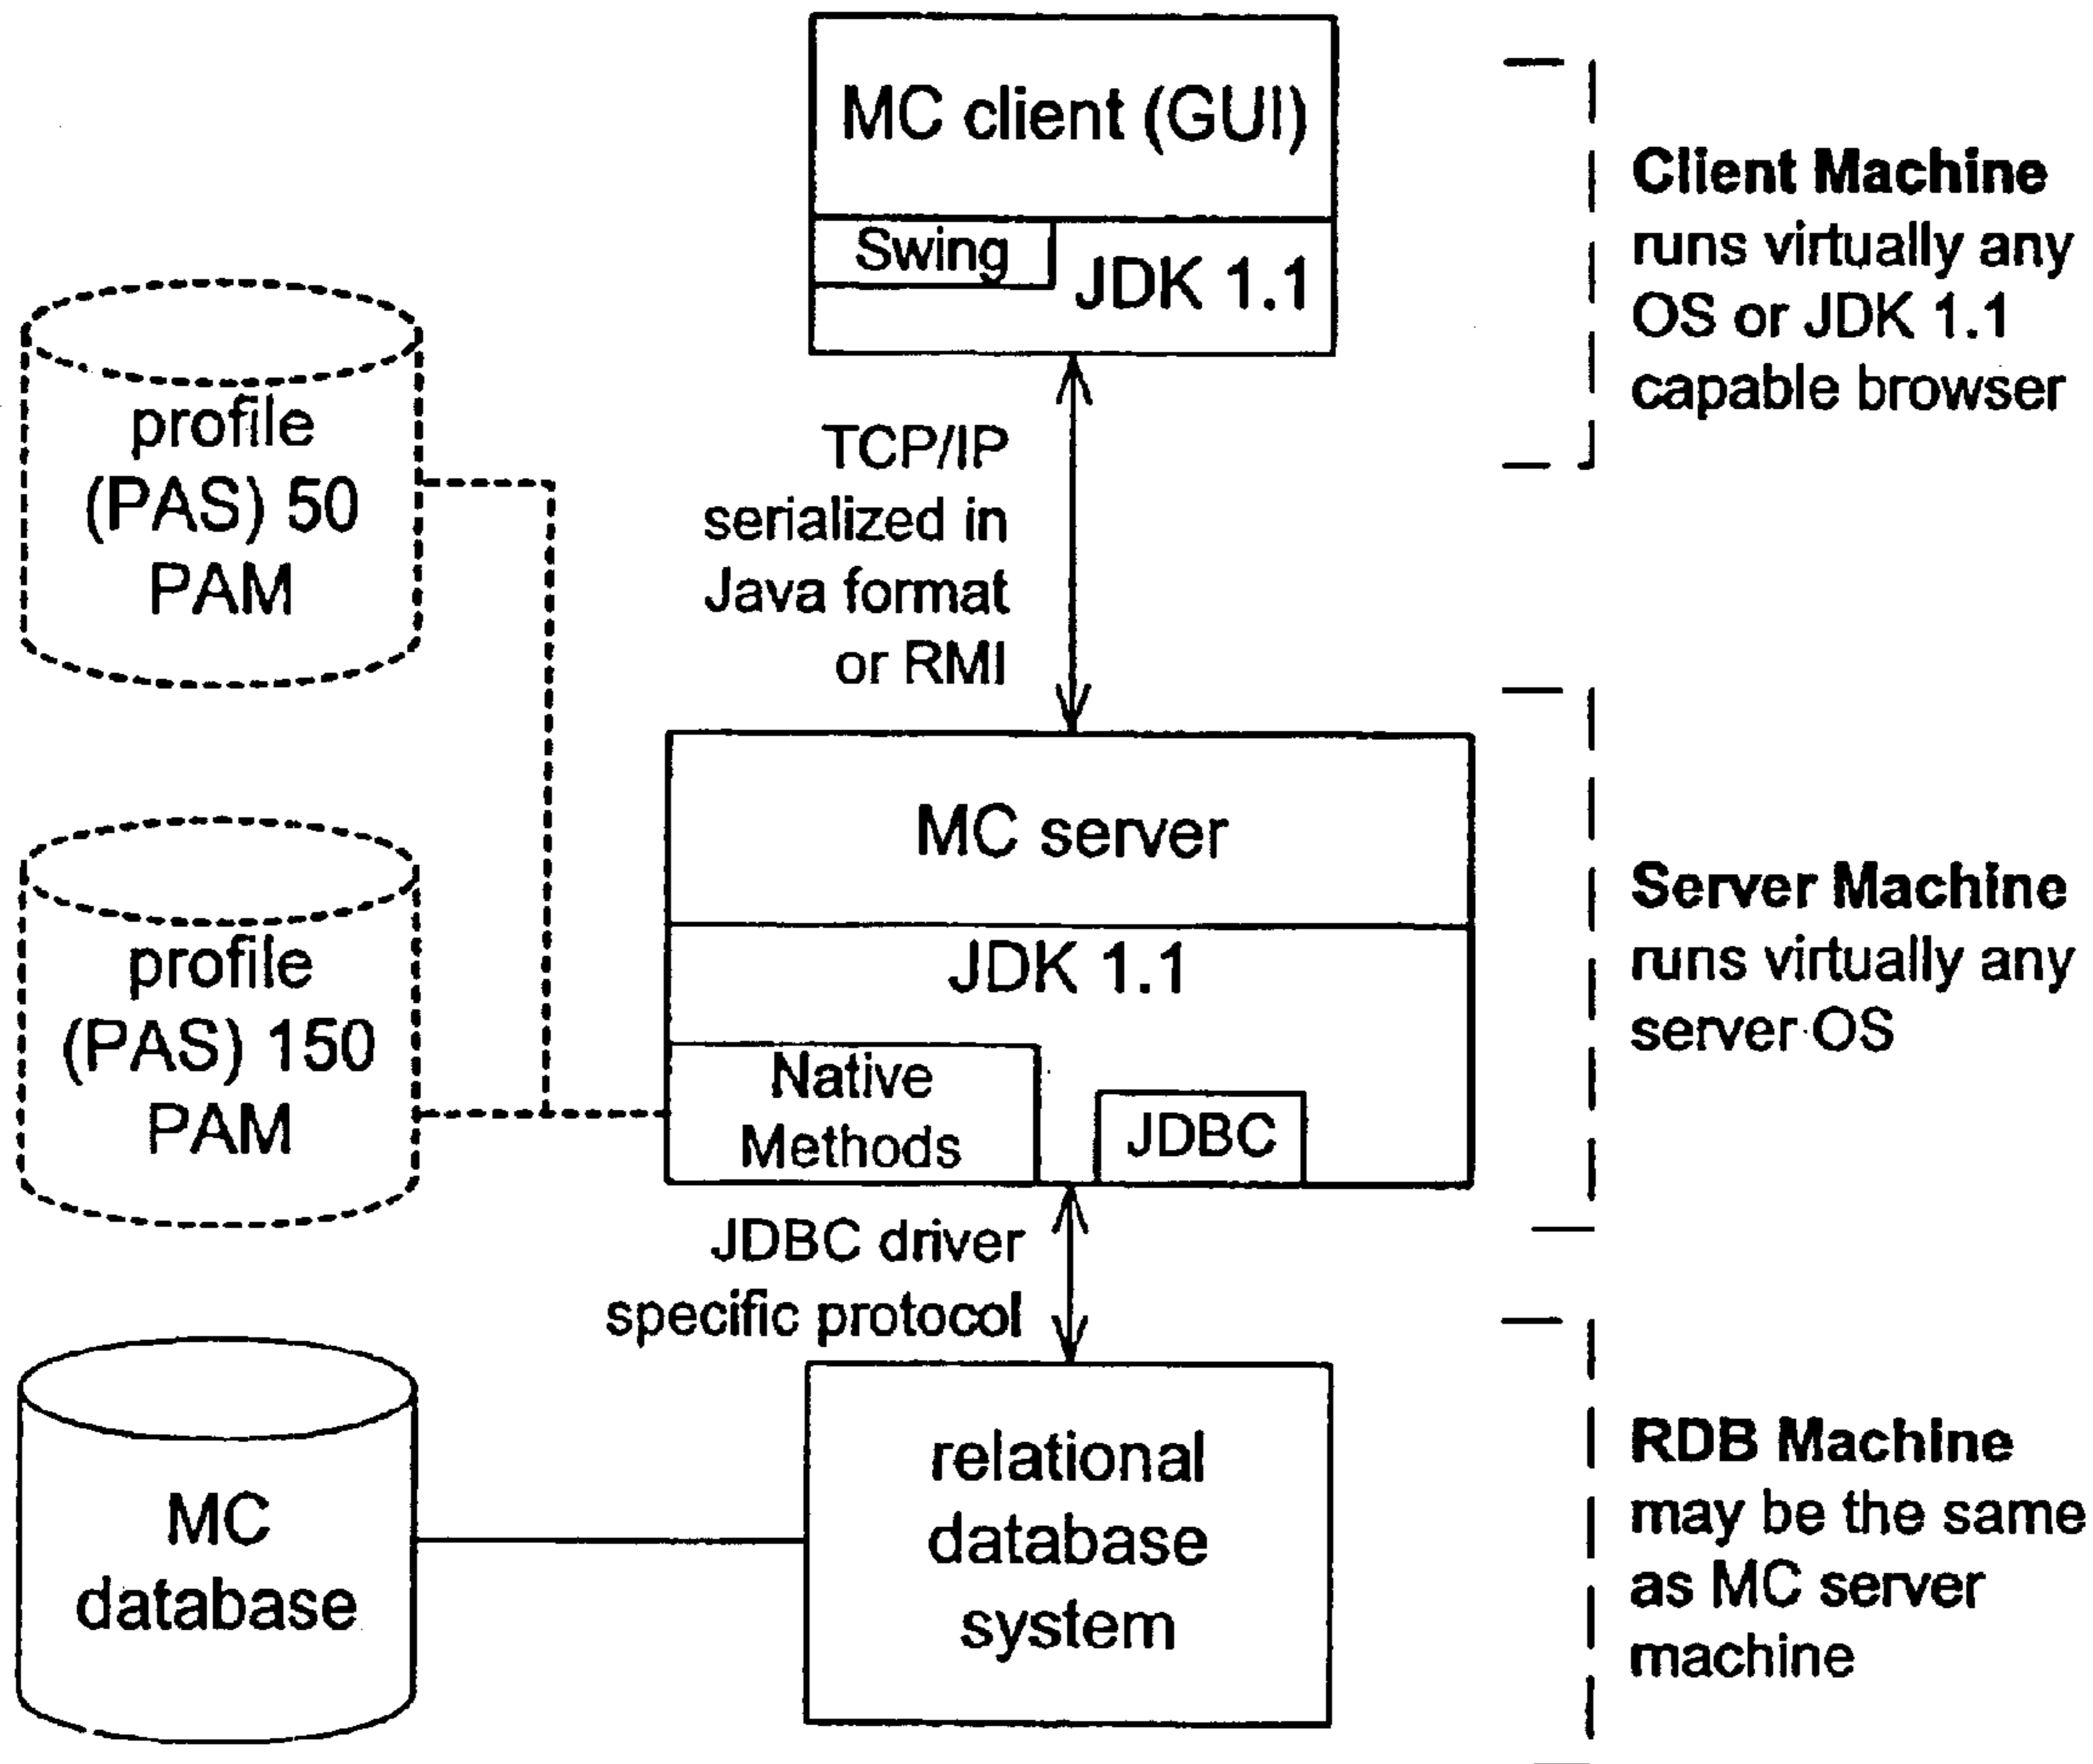 MC client (GUI)
Swing
JDK 1.1
Client Machine
runs virtually any
OS or JDK 1.1
capable browser
profile
(PAS) 50
PAM
TCP/IP
serialized in
Java format
or RMI
MC server
JDK 1.1
Native
Methods
JDBC
Server Machine
runs virtually any
server OS
profile
(PAS) 150
PAM
JDBC driver
specific protocol
MC
database
relational
database
system
RDB Machine
may be the same
as MC server
machine